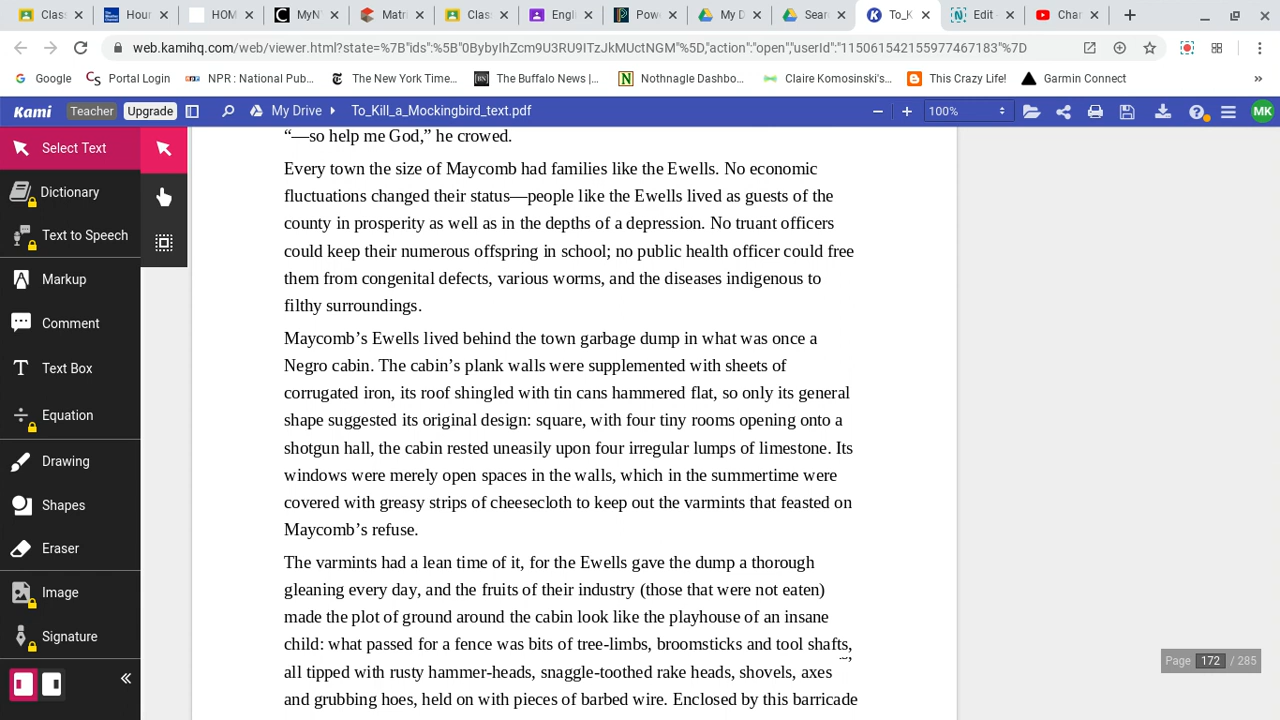 Class
Hour
HOM
MyN
Matri
Class
Engli
Powe
My D
Sear
To_K
Edit -
Char
web.kamihq.com/web/viewer.html?state=%7B"ids":%5B"0BybyIhZcm9U3RU9ITzJkMUctNGM"%5D,"action":"open","userId":"115061542155977467183"%7D
Google
Portal Login
NPR : National Pub…
The New York Time…
The Buffalo News |…
Nothnagle Dashbo…
Claire Komosinski's…
This Crazy Life!
Garmin Connect
»
Kami Teacher Upgrade My Drive To_Kill_a_Mockingbird_text.pdf 100% MK
Select Text
Dictionary
Text to Speech
Markup
Comment
Text Box
Equation
Drawing
Shapes
Eraser
Image
Signature
“—so help me God,” he crowed.
Every town the size of Maycomb had families like the Ewells. No economic
fluctuations changed their status—people like the Ewells lived as guests of the
county in prosperity as well as in the depths of a depression. No truant officers
could keep their numerous offspring in school; no public health officer could free
them from congenital defects, various worms, and the diseases indigenous to
filthy surroundings.
Maycomb’s Ewells lived behind the town garbage dump in what was once a
Negro cabin. The cabin’s plank walls were supplemented with sheets of
corrugated iron, its roof shingled with tin cans hammered flat, so only its general
shape suggested its original design: square, with four tiny rooms opening onto a
shotgun hall, the cabin rested uneasily upon four irregular lumps of limestone. Its
windows were merely open spaces in the walls, which in the summertime were
covered with greasy strips of cheesecloth to keep out the varmints that feasted on
Maycomb’s refuse.
The varmints had a lean time of it, for the Ewells gave the dump a thorough
gleaning every day, and the fruits of their industry (those that were not eaten)
made the plot of ground around the cabin look like the playhouse of an insane
child: what passed for a fence was bits of tree-limbs, broomsticks and tool shafts,
all tipped with rusty hammer-heads, snaggle-toothed rake heads, shovels, axes
and grubbing hoes, held on with pieces of barbed wire. Enclosed by this barricade
Page 172 / 285